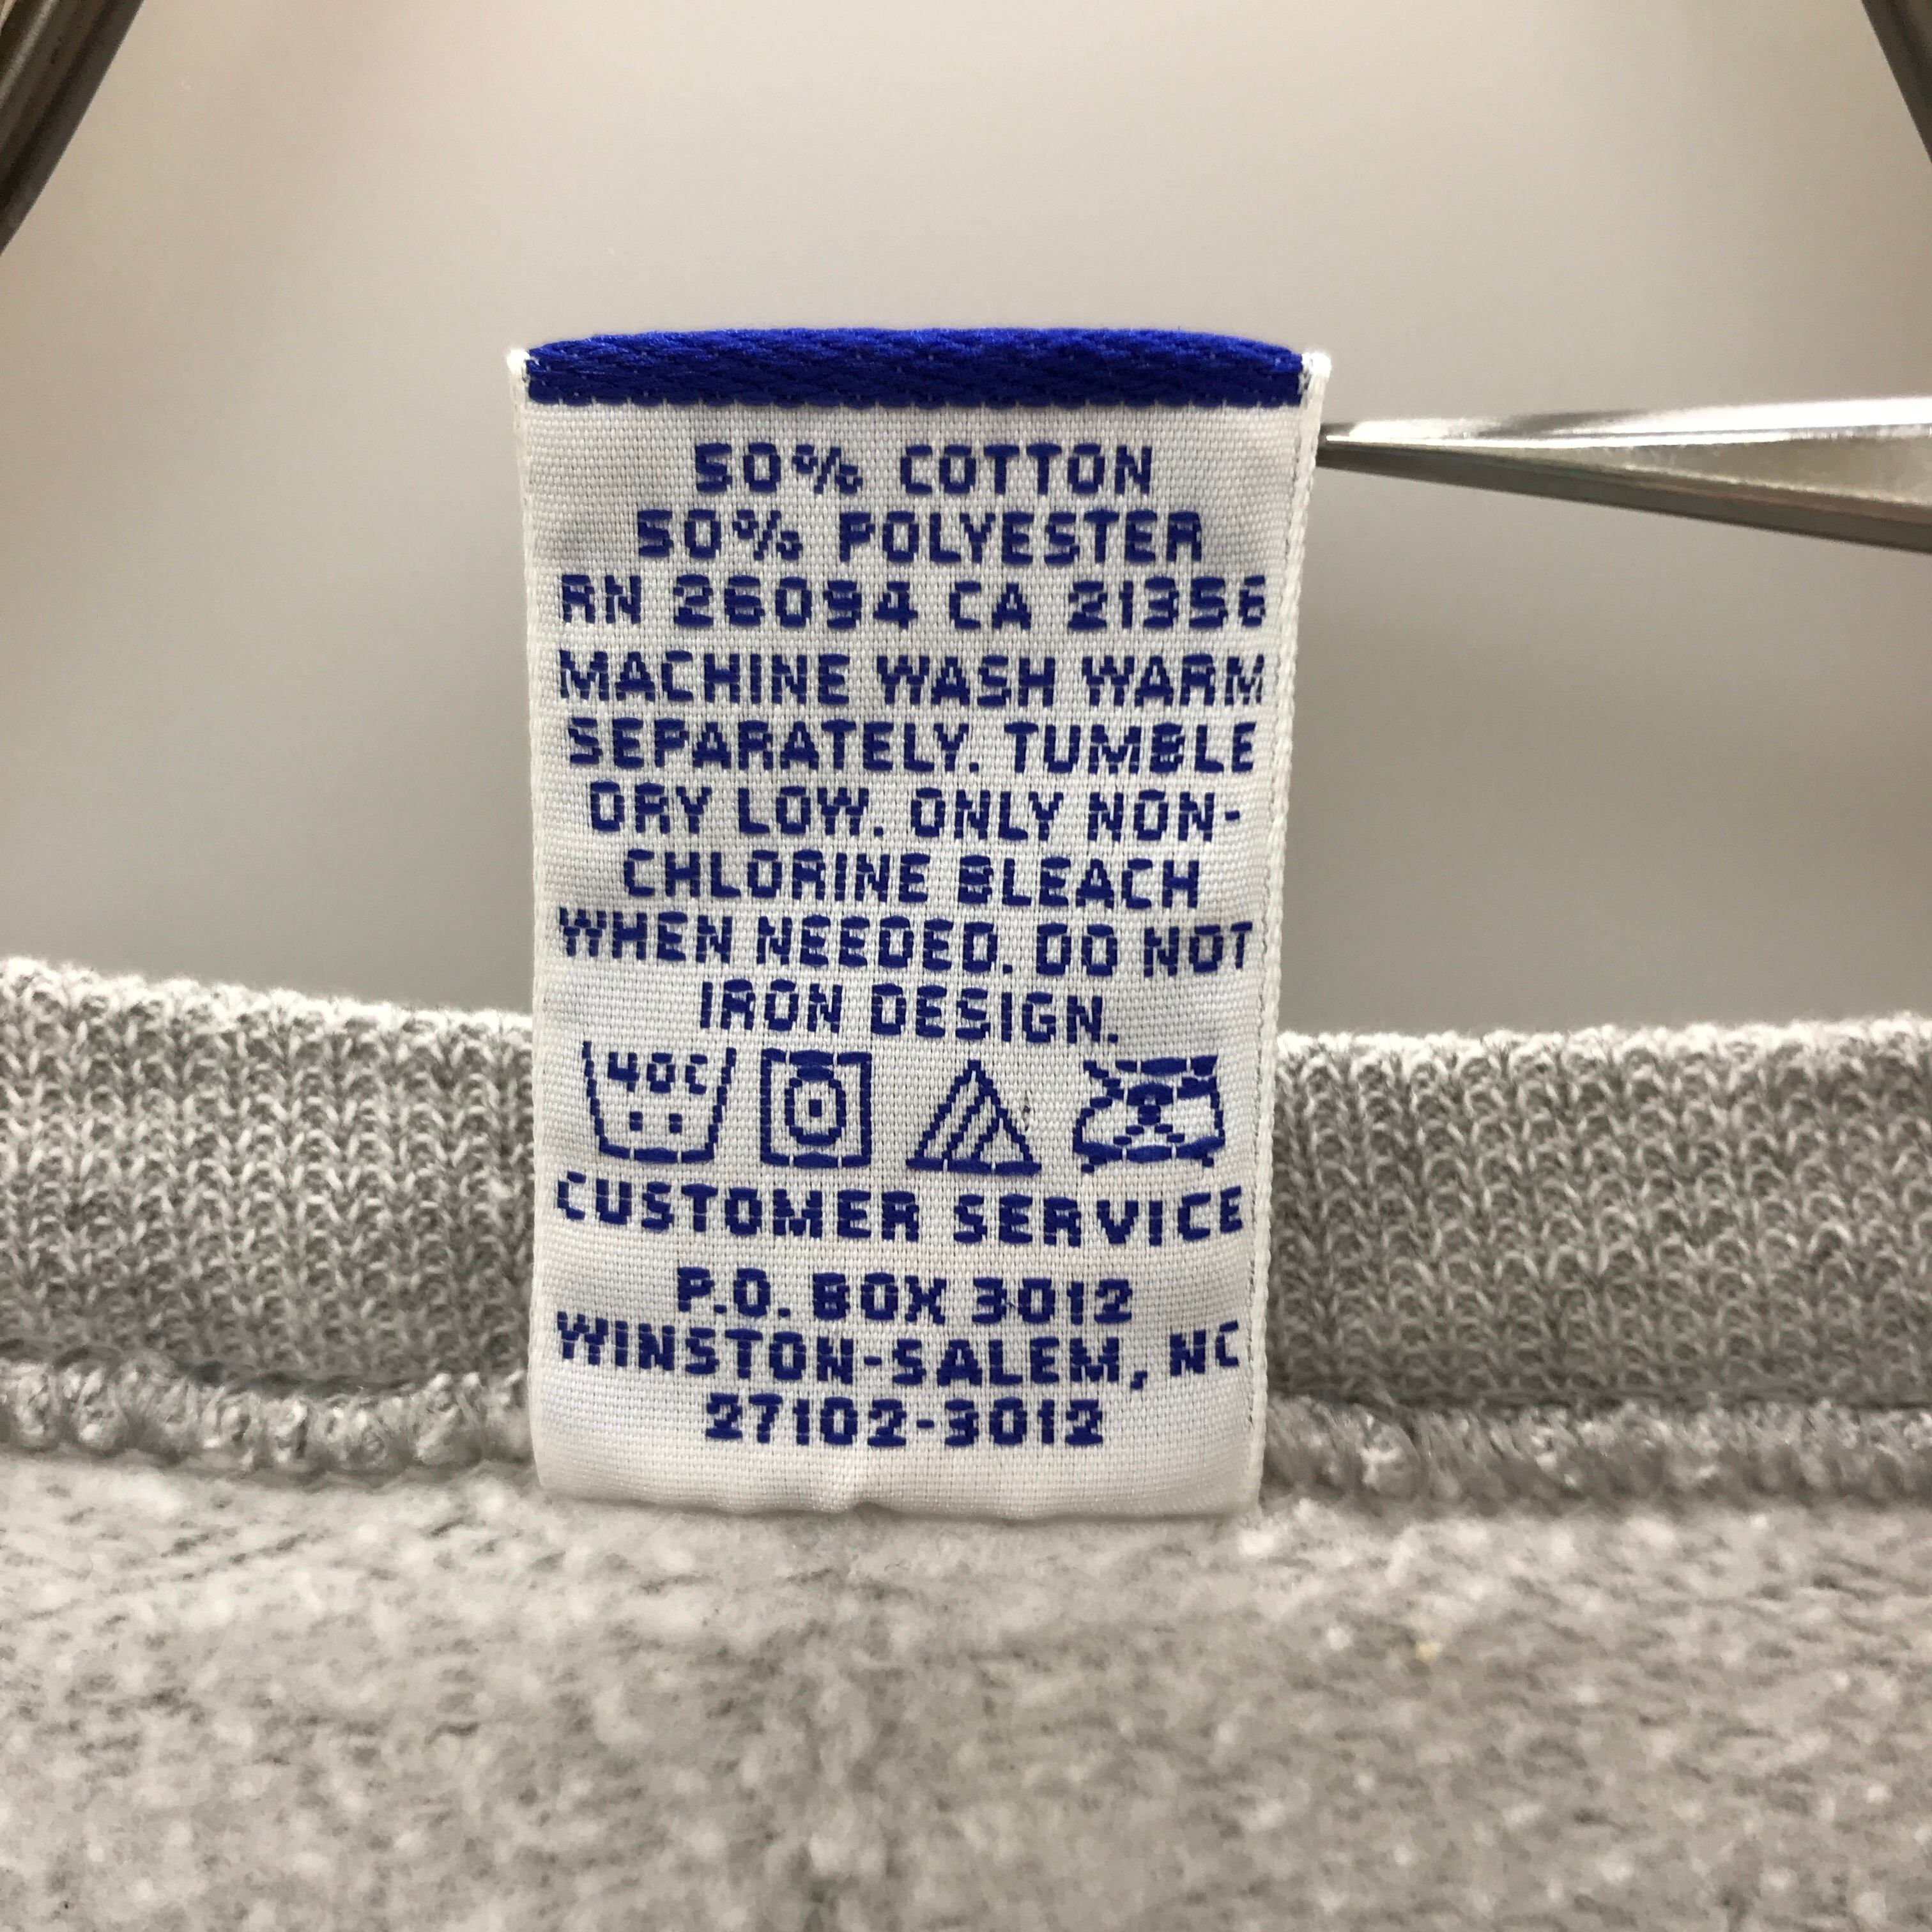 50% COTTON
50% POLYESTER
RN 26094 CA 21356
MACHINE WASH WARM
SEPARATELY. TUMBLE
DRY LOW. ONLY NON-
CHLORINE BLEACH
WHEN NEEDED. DO NOT
IRON DESIGN.
40C
CUSTOMER SERVICE
P.O. BOX 3012
WINSTON-SALEM, NC
27102-3012